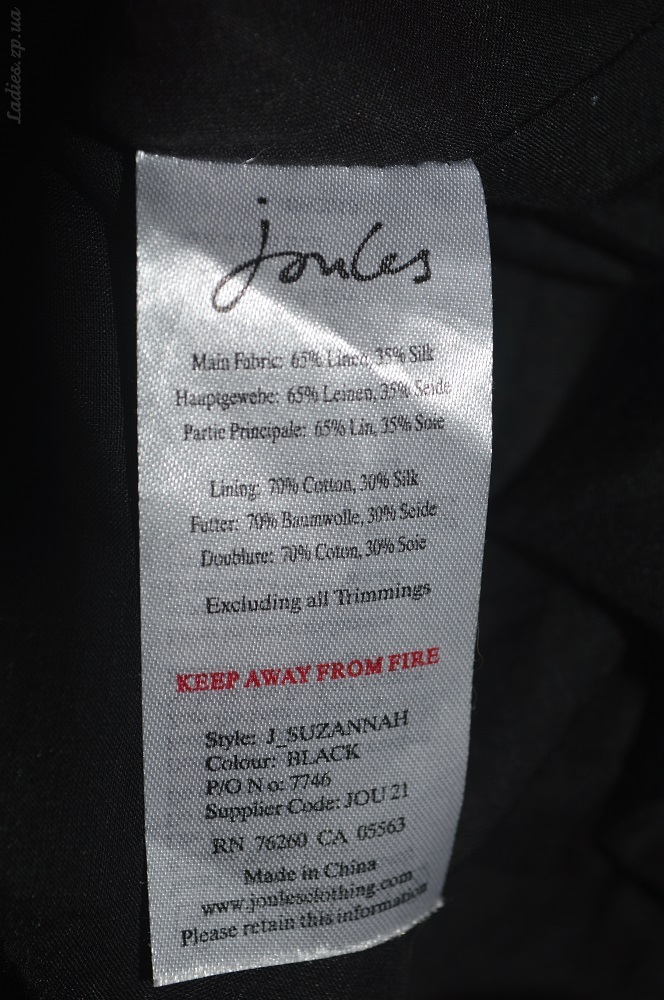 Ladies.zp.ua
joules
Main Fabric: 65% Linen, 35% Silk
Hauptgewebe: 65% Leinen, 35% Seide
Partie Principale: 65% Lin, 35% Soie
Lining: 70% Cotton, 30% Silk
Futter: 70% Baumwolle, 30% Seide
Doublure: 70% Coton, 30% Soie
Excluding all Trimmings
KEEP AWAY FROM FIRE
Style: J_SUZANNAH
Colour: BLACK
P/O No: 7746
Supplier Code: JOU 21
RN 76260 CA 05563
Made in China
www.joulesclothing.com
Please retain this information